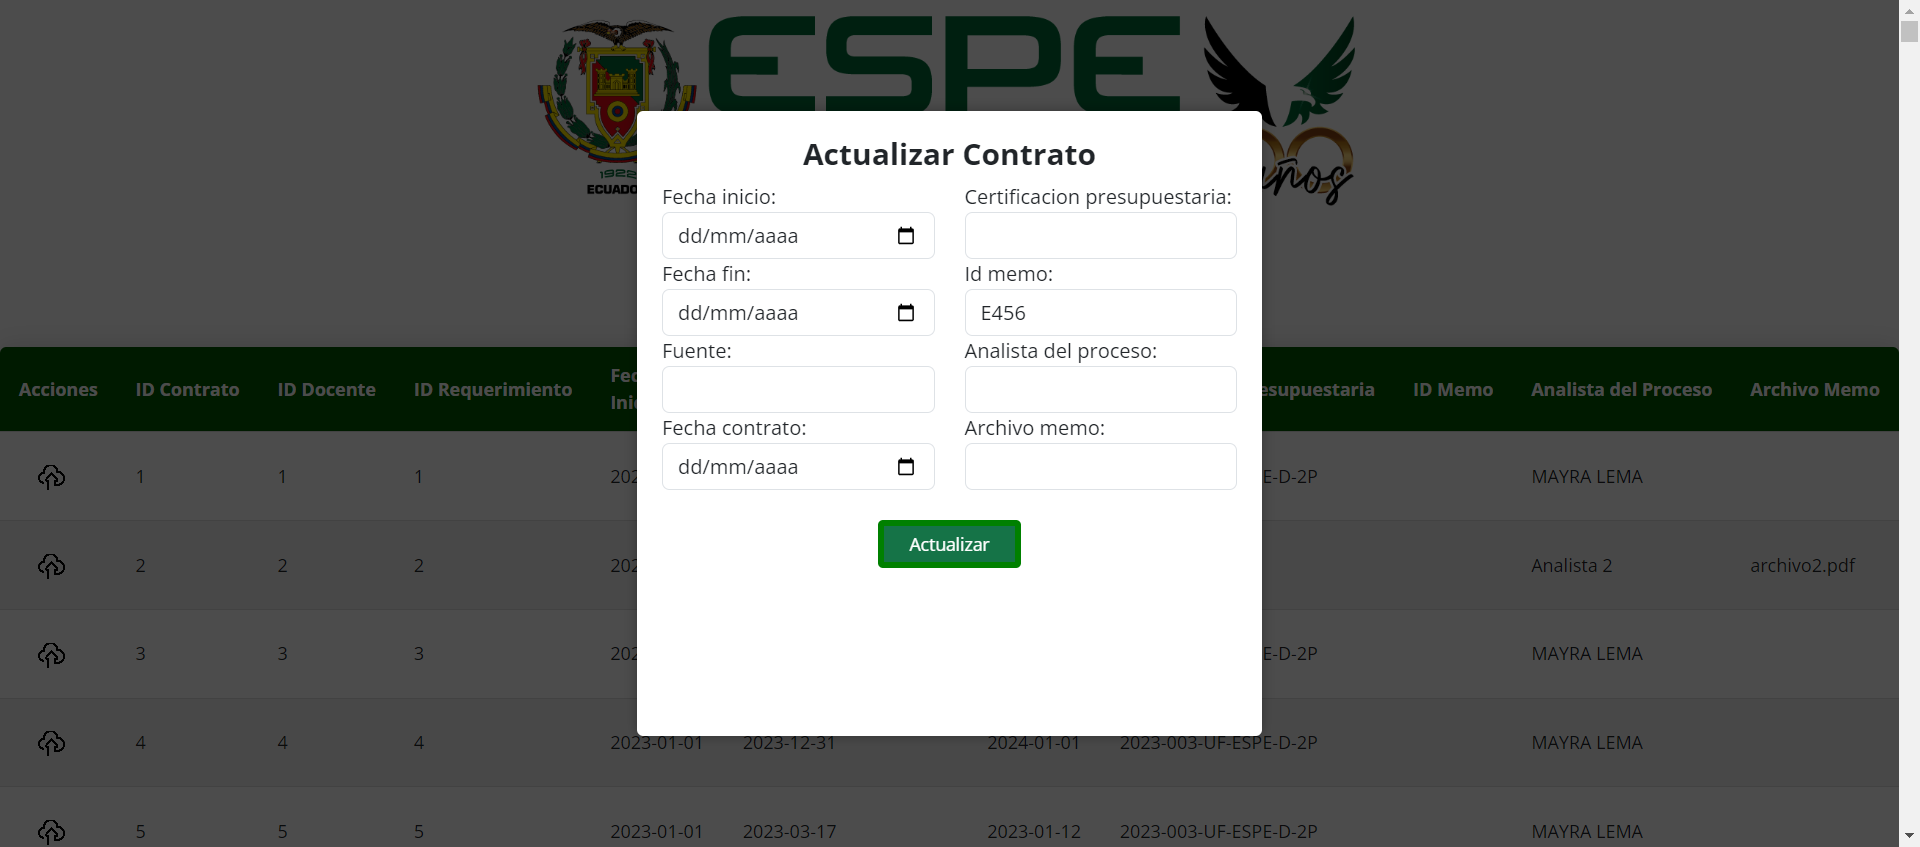 ESPE
1922
ECUADO
años
Actualizar Contrato
Fecha inicio:
Certificacion presupuestaria:
dd/mm/aaaa
Fecha fin:
Id memo:
dd/mm/aaaa
E456
Fuente:
Analista del proceso:
Fecha contrato:
Archivo memo:
dd/mm/aaaa
Actualizar
Acciones ID Contrato ID Docente ID Requerimiento Fec Inic esupuestaria ID Memo Analista del Proceso Archivo Memo
1 1 1 202 E-D-2P MAYRA LEMA
2 2 2 202 Analista 2 archivo2.pdf
3 3 3 202 E-D-2P MAYRA LEMA
4 4 4 2023-01-01 2023-12-31 2024-01-01 2023-003-UF-ESPE-D-2P MAYRA LEMA
5 5 5 2023-01-01 2023-03-17 2023-01-12 2023-003-UF-ESPE-D-2P MAYRA LEMA